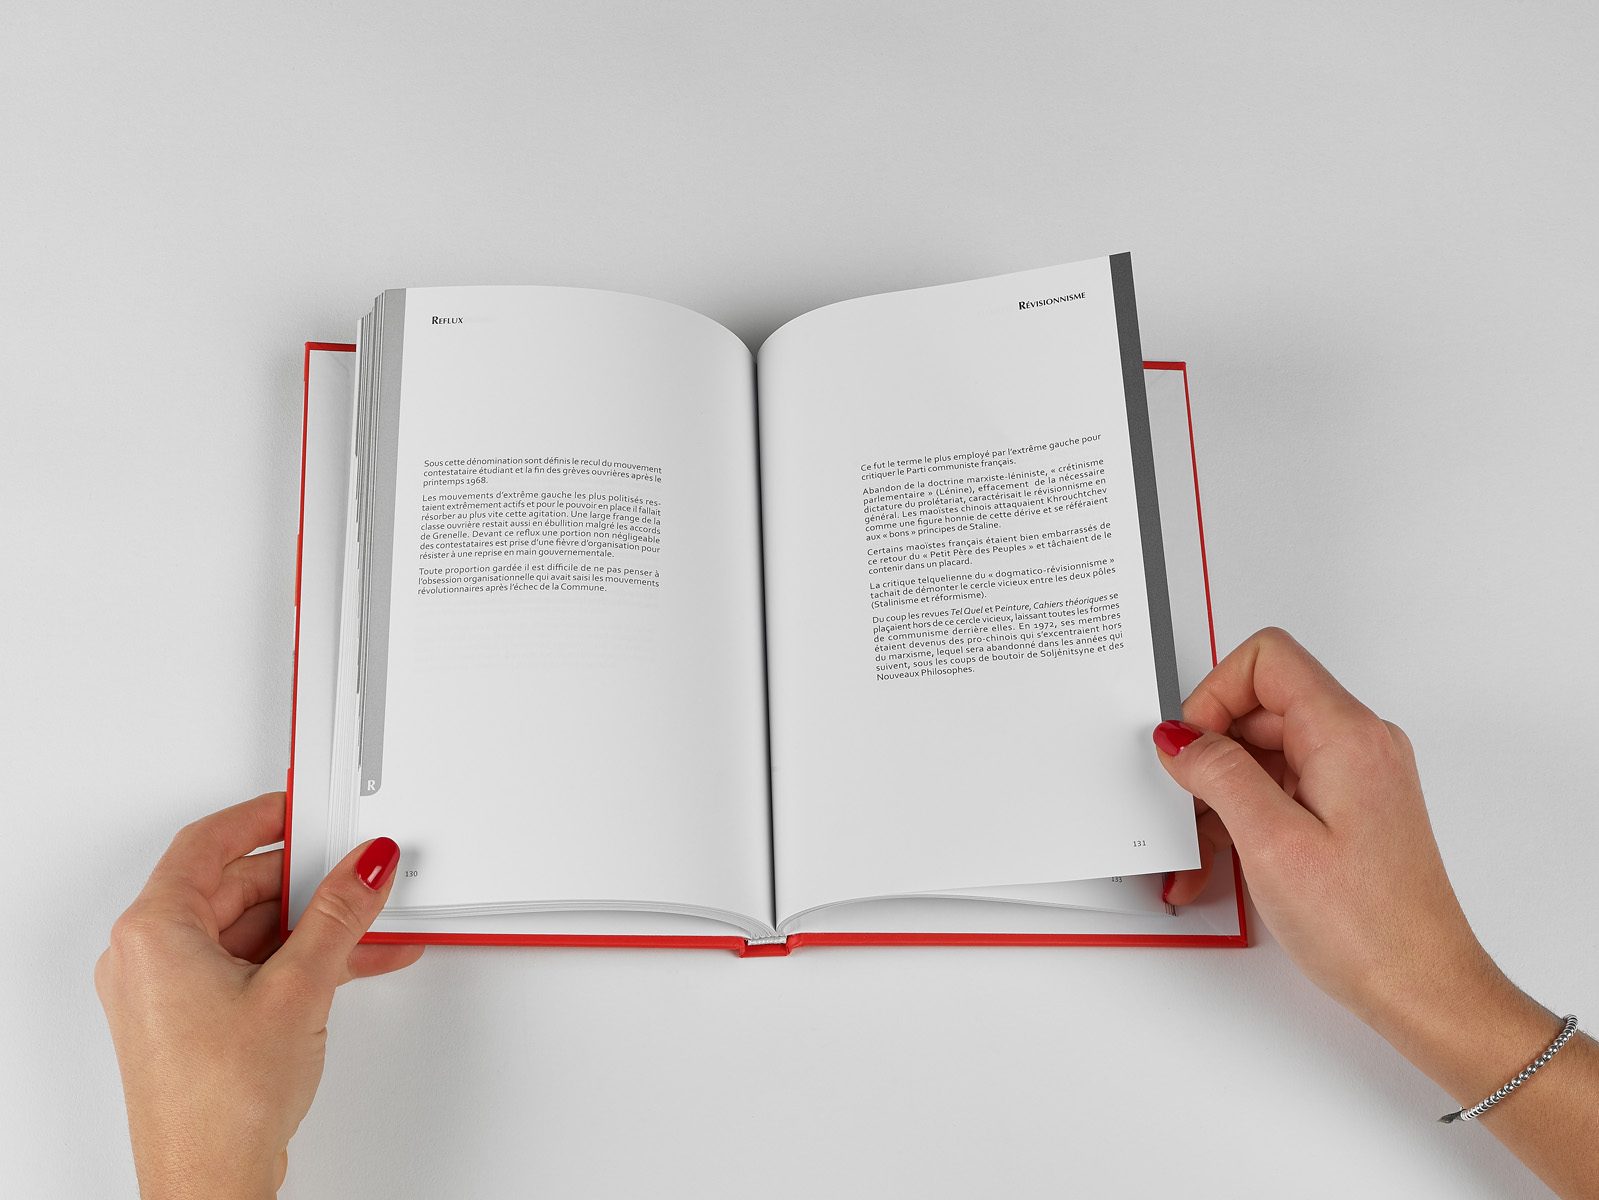 REFLUX
Sous cette dénomination sont définis le recul du mouvement
contestataire étudiant et la fin des grèves ouvrières après le
printemps 1968.
Les mouvements d'extrême gauche les plus politisés res-
taient extrêmement actifs et pour le pouvoir en place il fallait
résorber au plus vite cette agitation. Une large frange de la
classe ouvrière restait aussi en ébullition malgré les accords
de Grenelle. Devant ce reflux une portion non négligeable
des contestataires est prise d'une fièvre d'organisation pour
résister à une reprise en main gouvernementale.
Toute proportion gardée il est difficile de ne pas penser à
l'obsession organisationnelle qui avait saisi les mouvements
révolutionnaires après l'échec de la Commune.
R
130
RÉVISIONNISME
Ce fut le terme le plus employé par l'extrême gauche pour
critiquer le Parti communiste français.
Abandon de la doctrine marxiste-léniniste, « crétinisme
parlementaire » (Lénine), effacement de la nécessaire
dictature du prolétariat, caractérisait le révisionnisme en
général. Les maoïstes chinois attaquaient Khrouchtchev
comme une figure honnie de cette dérive et se référaient
aux « bons » principes de Staline.
Certains maoïstes français étaient bien embarrassés de
ce retour du « Petit Père des Peuples » et tâchaient de le
contenir dans un placard.
La critique telquelienne du « dogmatico-révisionnisme »
tachait de démonter le cercle vicieux entre les deux pôles
(Stalinisme et réformisme).
Du coup les revues Tel Quel et Peinture, Cahiers théoriques se
plaçaient hors de ce cercle vicieux, laissant toutes les formes
de communisme derrière elles. En 1972, ses membres
étaient devenus des pro-chinois qui s'excentraient hors
du marxisme, lequel sera abandonné dans les années qui
suivent, sous les coups de boutoir de Soljénitsyne et des
Nouveaux Philosophes.
131
133